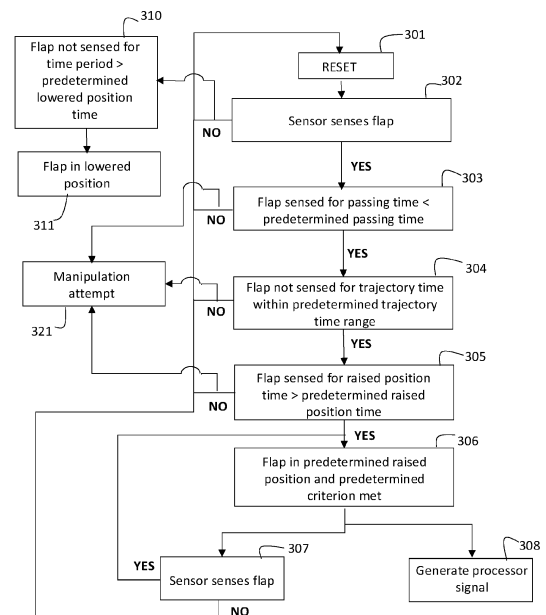 310
Flap not sensed for
time period >
predetermined
lowered position
time
301
RESET
302
Sensor senses flap
NO
YES
Flap in lowered
position
311
303
Flap sensed for passing time <
predetermined passing time
NO
YES
304
Manipulation
attempt
321
Flap not sensed for trajectory time
within predetermined trajectory
time range
NO
YES
305
Flap sensed for raised position
time > predetermined raised
position time
NO
YES
306
Flap in predetermined raised
position and predetermined
criterion met
307
YES
Sensor senses flap
NO
308
Generate processor
signal